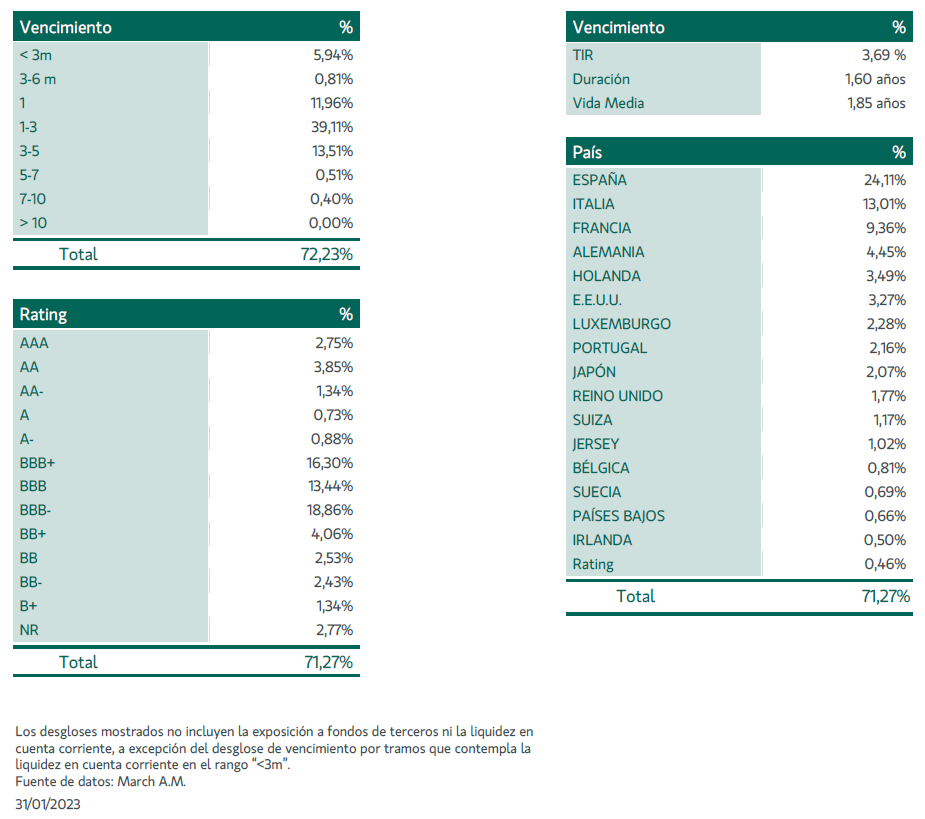 Vencimiento %
< 3m 5,94%
3-6 m 0,81%
1 11,96%
1-3 39,11%
3-5 13,51%
5-7 0,51%
7-10 0,40%
> 10 0,00%
Total 72,23%
Rating %
AAA 2,75%
AA 3,85%
AA- 1,34%
A 0,73%
A- 0,88%
BBB+ 16,30%
BBB 13,44%
BBB- 18,86%
BB+ 4,06%
BB 2,53%
BB- 2,43%
B+ 1,34%
NR 2,77%
Total 71,27%
Vencimiento %
TIR 3,69 %
Duración 1,60 años
Vida Media 1,85 años
País %
ESPAÑA 24,11%
ITALIA 13,01%
FRANCIA 9,36%
ALEMANIA 4,45%
HOLANDA 3,49%
E.E.U.U. 3,27%
LUXEMBURGO 2,28%
PORTUGAL 2,16%
JAPÓN 2,07%
REINO UNIDO 1,77%
SUIZA 1,17%
JERSEY 1,02%
BÉLGICA 0,81%
SUECIA 0,69%
PAÍSES BAJOS 0,66%
IRLANDA 0,50%
Rating 0,46%
Total 71,27%
Los desgloses mostrados no incluyen la exposición a fondos de terceros ni la liquidez en
cuenta corriente, a excepción del desglose de vencimiento por tramos que contempla la
liquidez en cuenta corriente en el rango “<3m”.
Fuente de datos: March A.M.
31/01/2023